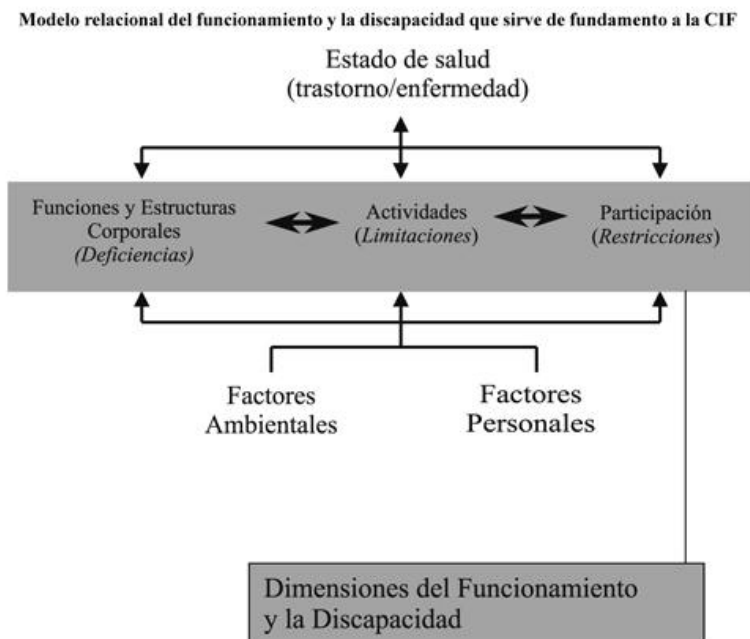 Modelo relacional del funcionamiento y la discapacidad que sirve de fundamento a la CIF
Estado de salud
(trastorno/enfermedad)
Funciones y Estructuras
Corporales
(Deficiencias)
Actividades
(Limitaciones)
Participación
(Restricciones)
Factores
Ambientales
Factores
Personales
Dimensiones del Funcionamiento
y la Discapacidad